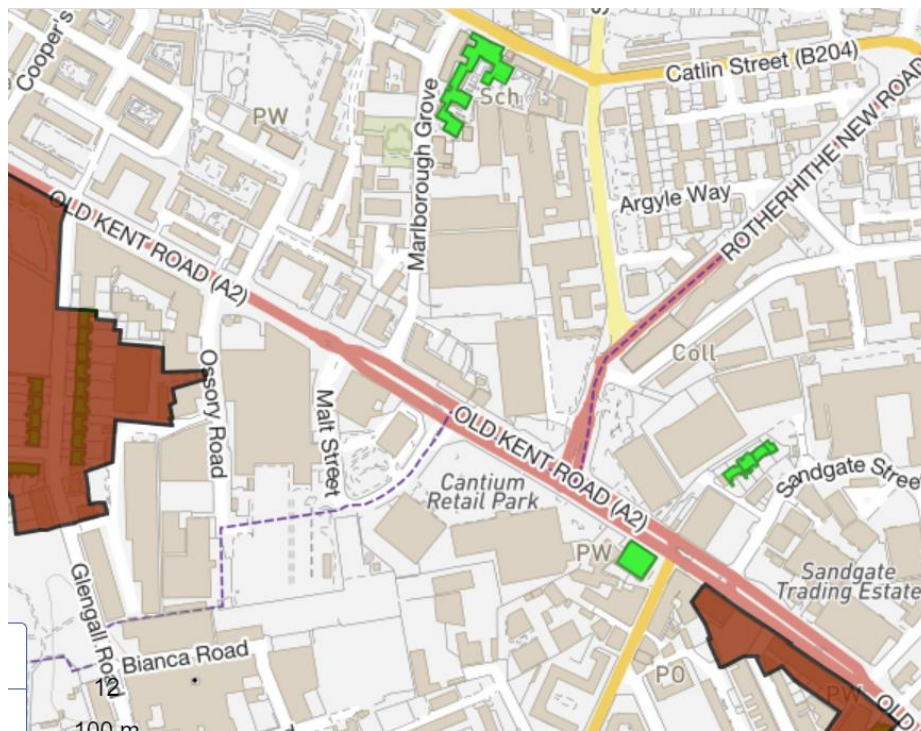 Cooper's
S
Catlin Street (B204)
PW
Sch
Marlborough Grove
ROTHERHITHE NEW ROAD
Argyle Way
OLD KENT ROAD (A2)
Coll
Ossory Road
Malt Street
OLD KENT ROAD (A2)
Cantium
Retail Park
Sandgate Stree
PW
Sandgate
Trading Estate
Glengall Road
Bianca Road
PO
PW
12
OLD
100 m